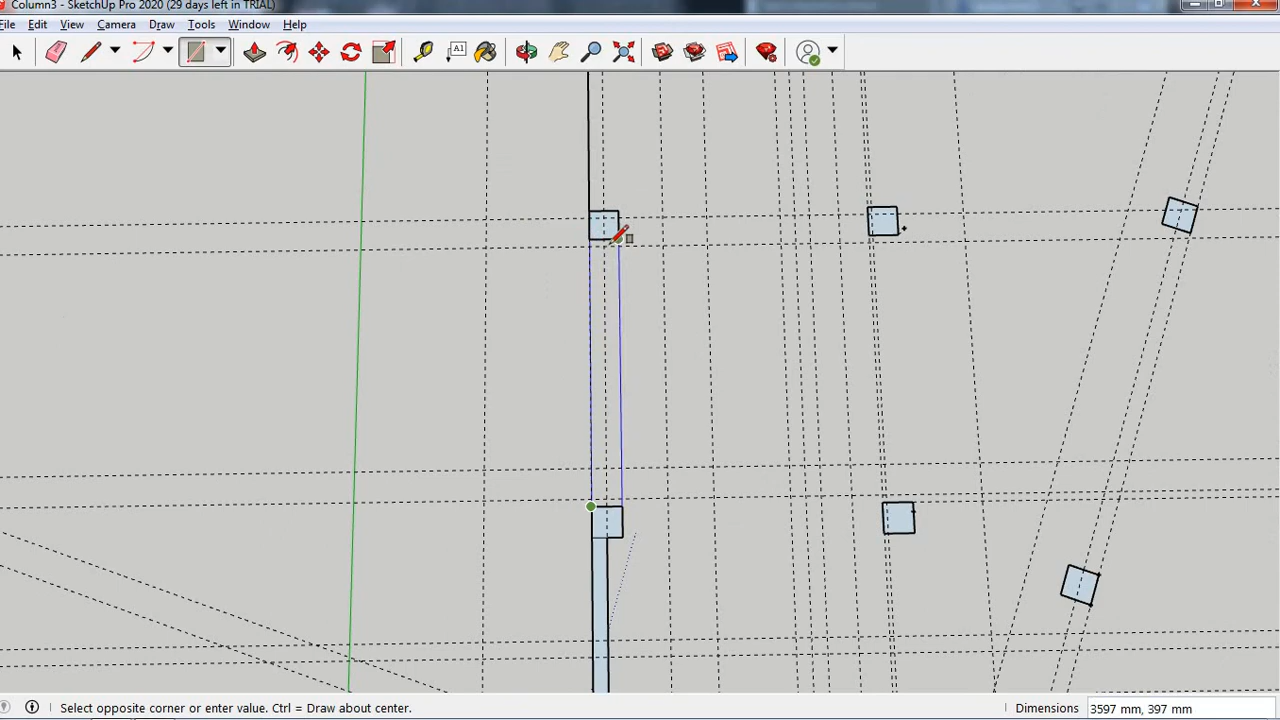 Column3 - SketchUp Pro 2020 (29 days left in TRIAL)
File Edit View Camera Draw Tools Window Help
A1
Select opposite corner or enter value. Ctrl = Draw about center.
Dimensions 3597 mm, 397 mm